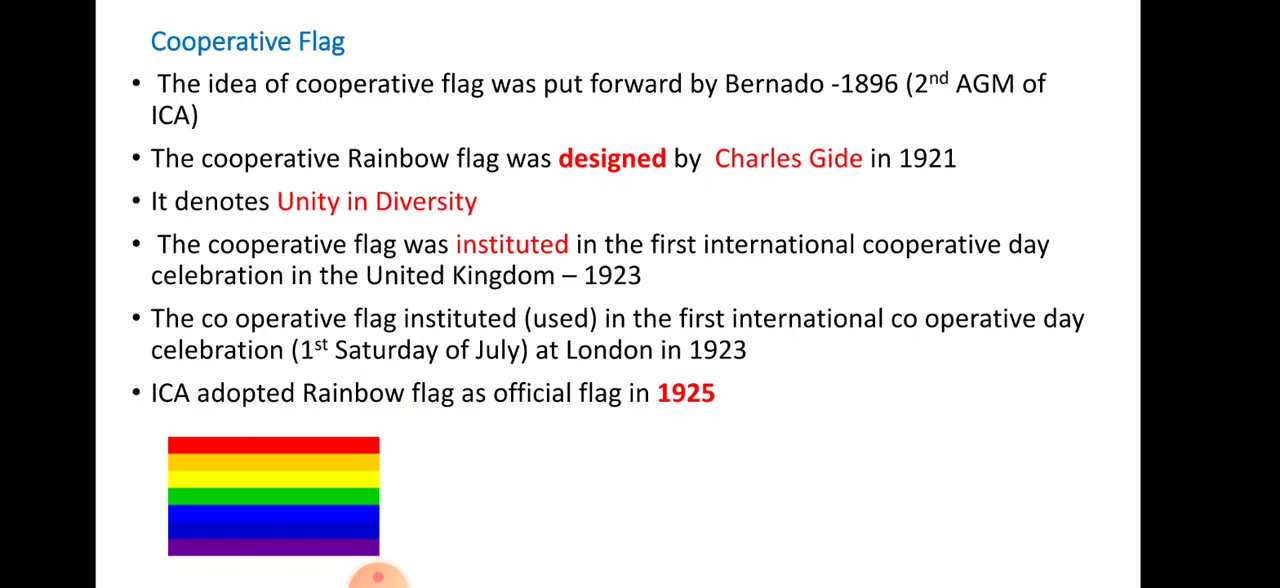 Cooperative Flag
• The idea of cooperative flag was put forward by Bernado -1896 (2nd AGM of
ICA)
• The cooperative Rainbow flag was designed by Charles Gide in 1921
• It denotes Unity in Diversity
• The cooperative flag was instituted in the first international cooperative day
celebration in the United Kingdom – 1923
• The co operative flag instituted (used) in the first international co operative day
celebration (1st Saturday of July) at London in 1923
• ICA adopted Rainbow flag as official flag in 1925